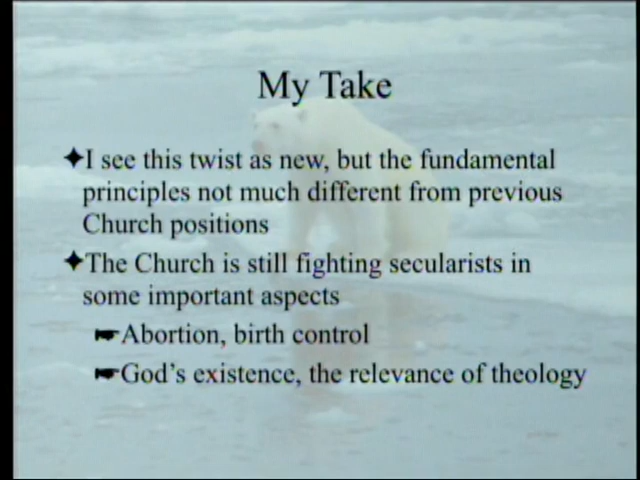 My Take
I see this twist as new, but the fundamental
principles not much different from previous
Church positions
The Church is still fighting secularists in
some important aspects
Abortion, birth control
God's existence, the relevance of theology